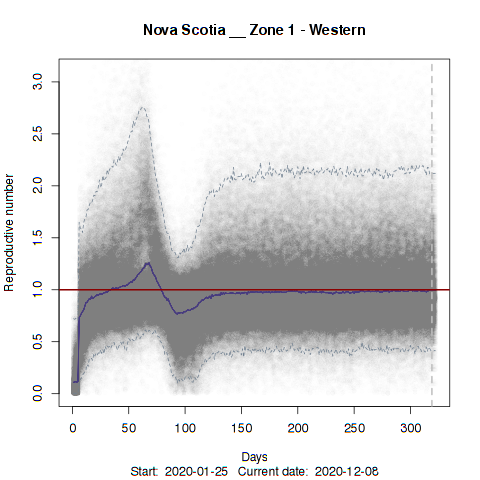 Nova Scotia __ Zone 1 - Western
Reproductive number
3.0
2.5
2.0
1.5
1.0
0.5
0.0
0 50 100 150 200 250 300
Days
Start: 2020-01-25 Current date: 2020-12-08